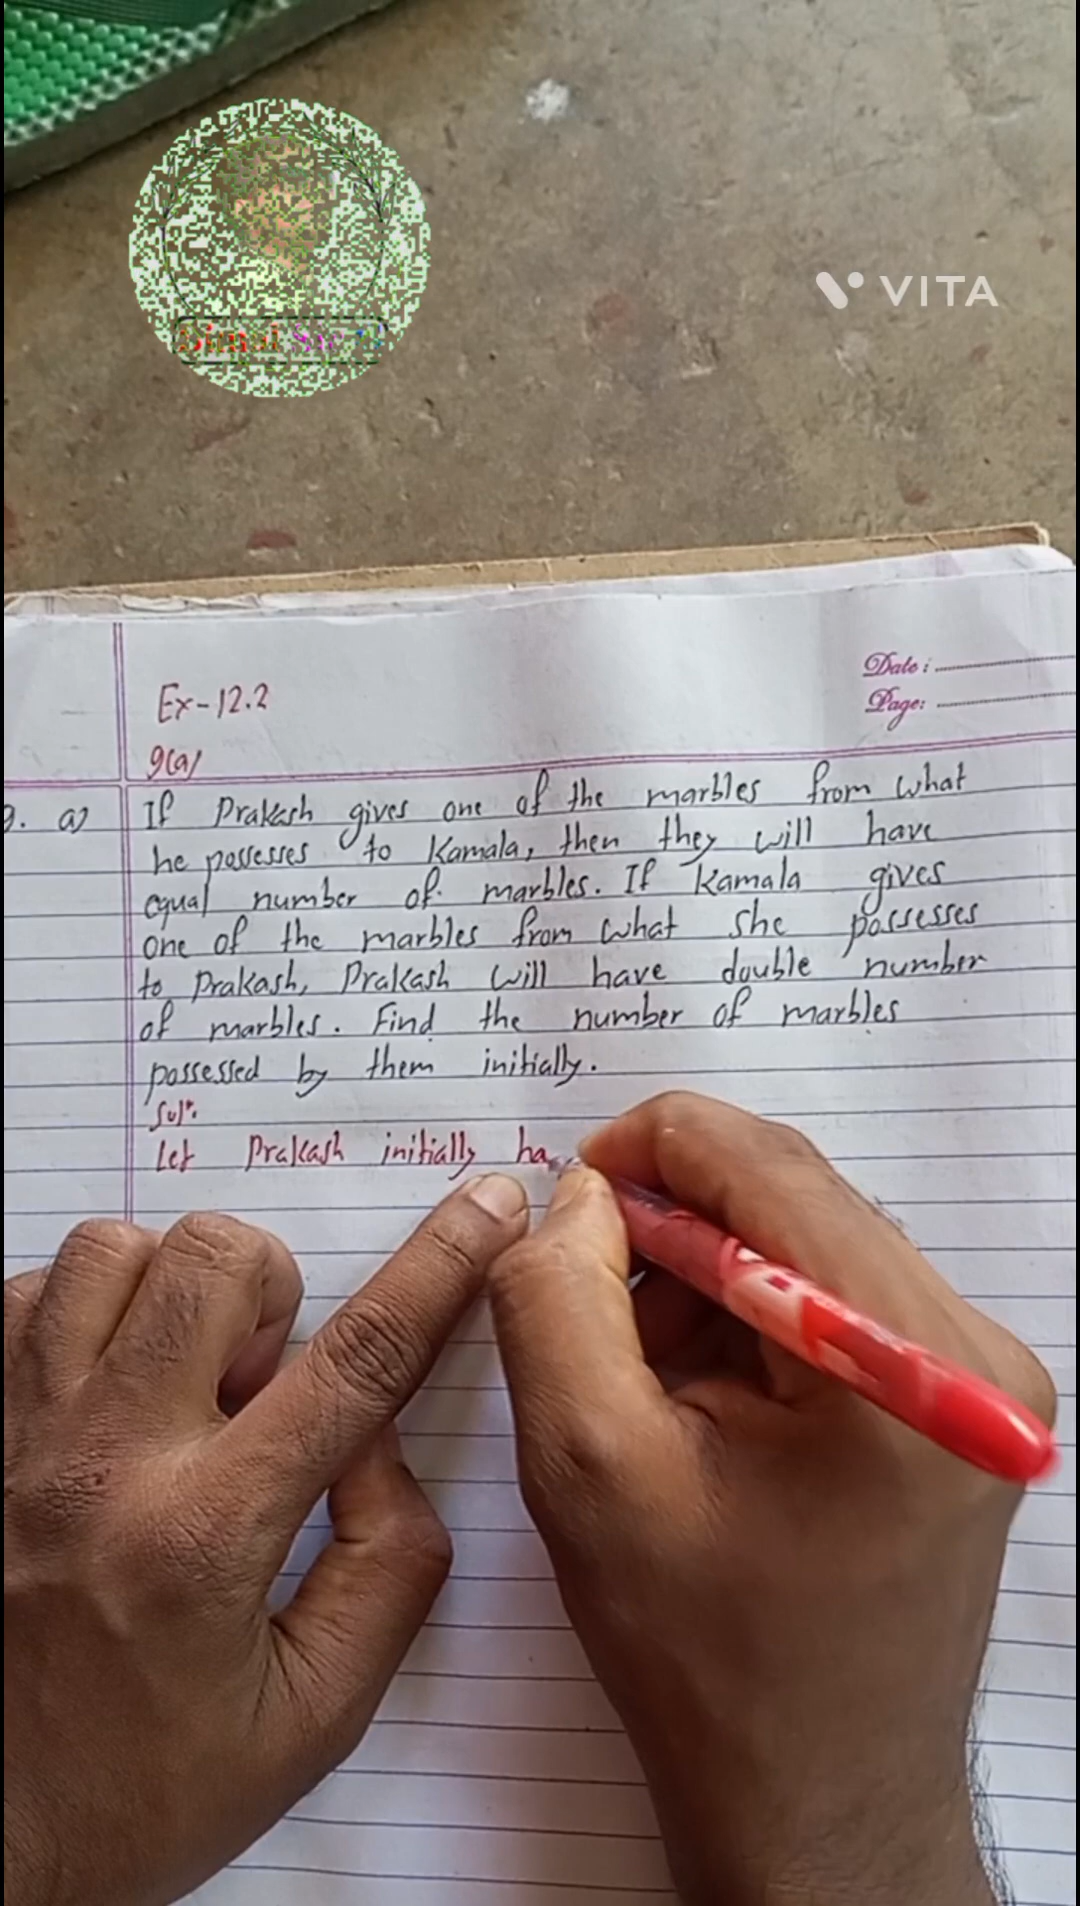 VITA
Date:
Page:
Ex-12.2
9(a)
9. a) If Prakash gives one of the marbles from what
he possesses to Kamala, then they will have
equal number of marbles. If Kamala gives
one of the marbles from what she possesses
to Prakash, Prakash will have double number
of marbles. Find the number of marbles
possessed by them initially.
Solⁿ.
Let Prakash initially ha